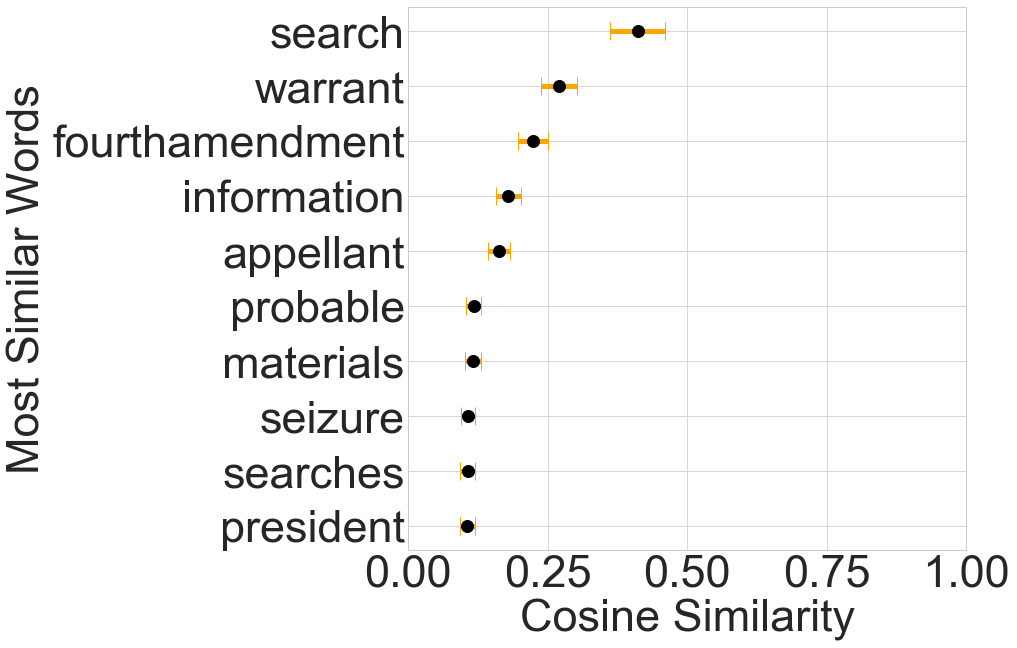 Most Similar Words
search
warrant
fourthamendment
information
appellant
probable
materials
seizure
searches
president
0.00 0.25 0.50 0.75 1.00
Cosine Similarity